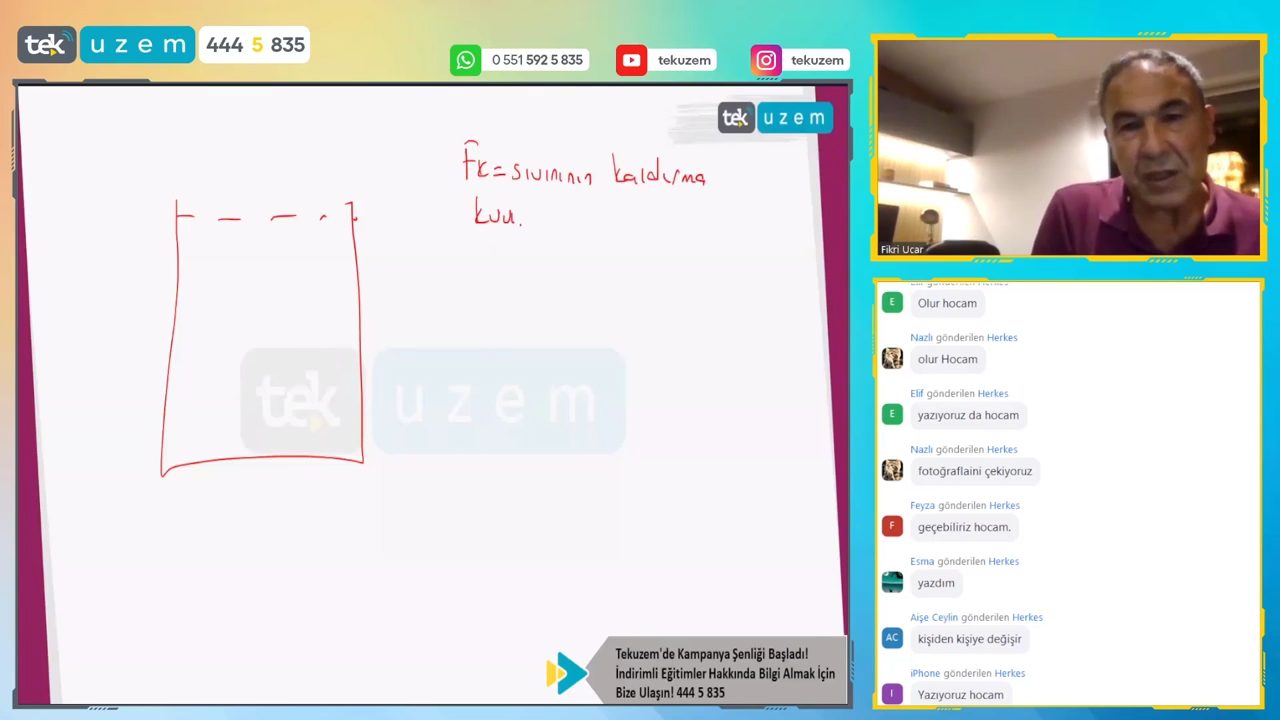 tek uzem 444 5 835
0 551 592 5 835
tekuzem
tekuzem
tek uzem
Fk = sıvının kaldırma
kuv.
tek uzem
Fikri Ucar
Olur hocam
Nazlı gönderilen Herkes
olur Hocam
Elif gönderilen Herkes
yazıyoruz da hocam
Nazlı gönderilen Herkes
fotoğraflaini çekiyoruz
Feyza gönderilen Herkes
geçebiliriz hocam.
Esma gönderilen Herkes
yazdım
Aişe Ceylin gönderilen Herkes
kişiden kişiye değişir
iPhone gönderilen Herkes
Yazıyoruz hocam
E
E
F
AC
I
Tekuzem'de Kampanya Şenliği Başladı!
İndirimli Eğitimler Hakkında Bilgi Almak İçin
Bize Ulaşın! 444 5 835